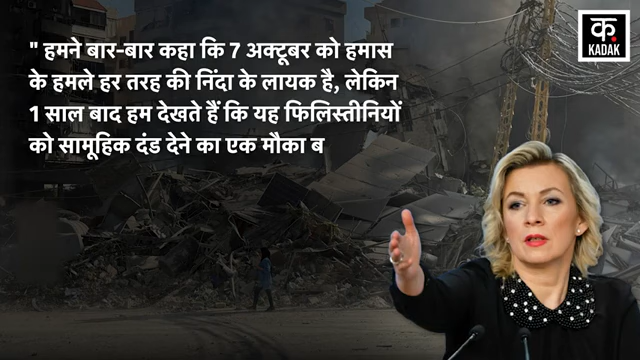 क.
KADAK
" हमने बार-बार कहा कि 7 अक्टूबर को हमास
के हमले हर तरह की निंदा के लायक है, लेकिन
1 साल बाद हम देखते हैं कि यह फिलिस्तीनियों
को सामूहिक दंड देने का एक मौका ब